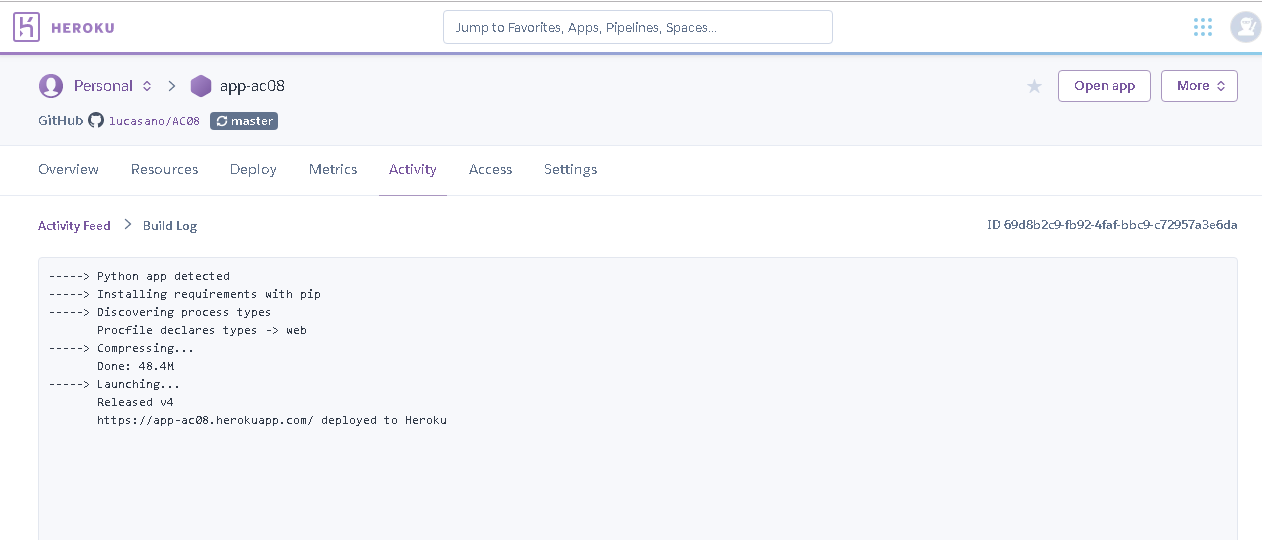 HEROKU
Jump to Favorites, Apps, Pipelines, Spaces...
Personal app-ac08
Open app
More
GitHub lucasano/AC08 master
Overview Resources Deploy Metrics Activity Access Settings
Activity Feed Build Log
ID 69d8b2c9-fb92-4faf-bbc9-c72957a3e6da
-----> Python app detected
-----> Installing requirements with pip
-----> Discovering process types
Procfile declares types -> web
-----> Compressing...
Done: 48.4M
-----> Launching...
Released v4
https://app-ac08.herokuapp.com/ deployed to Heroku